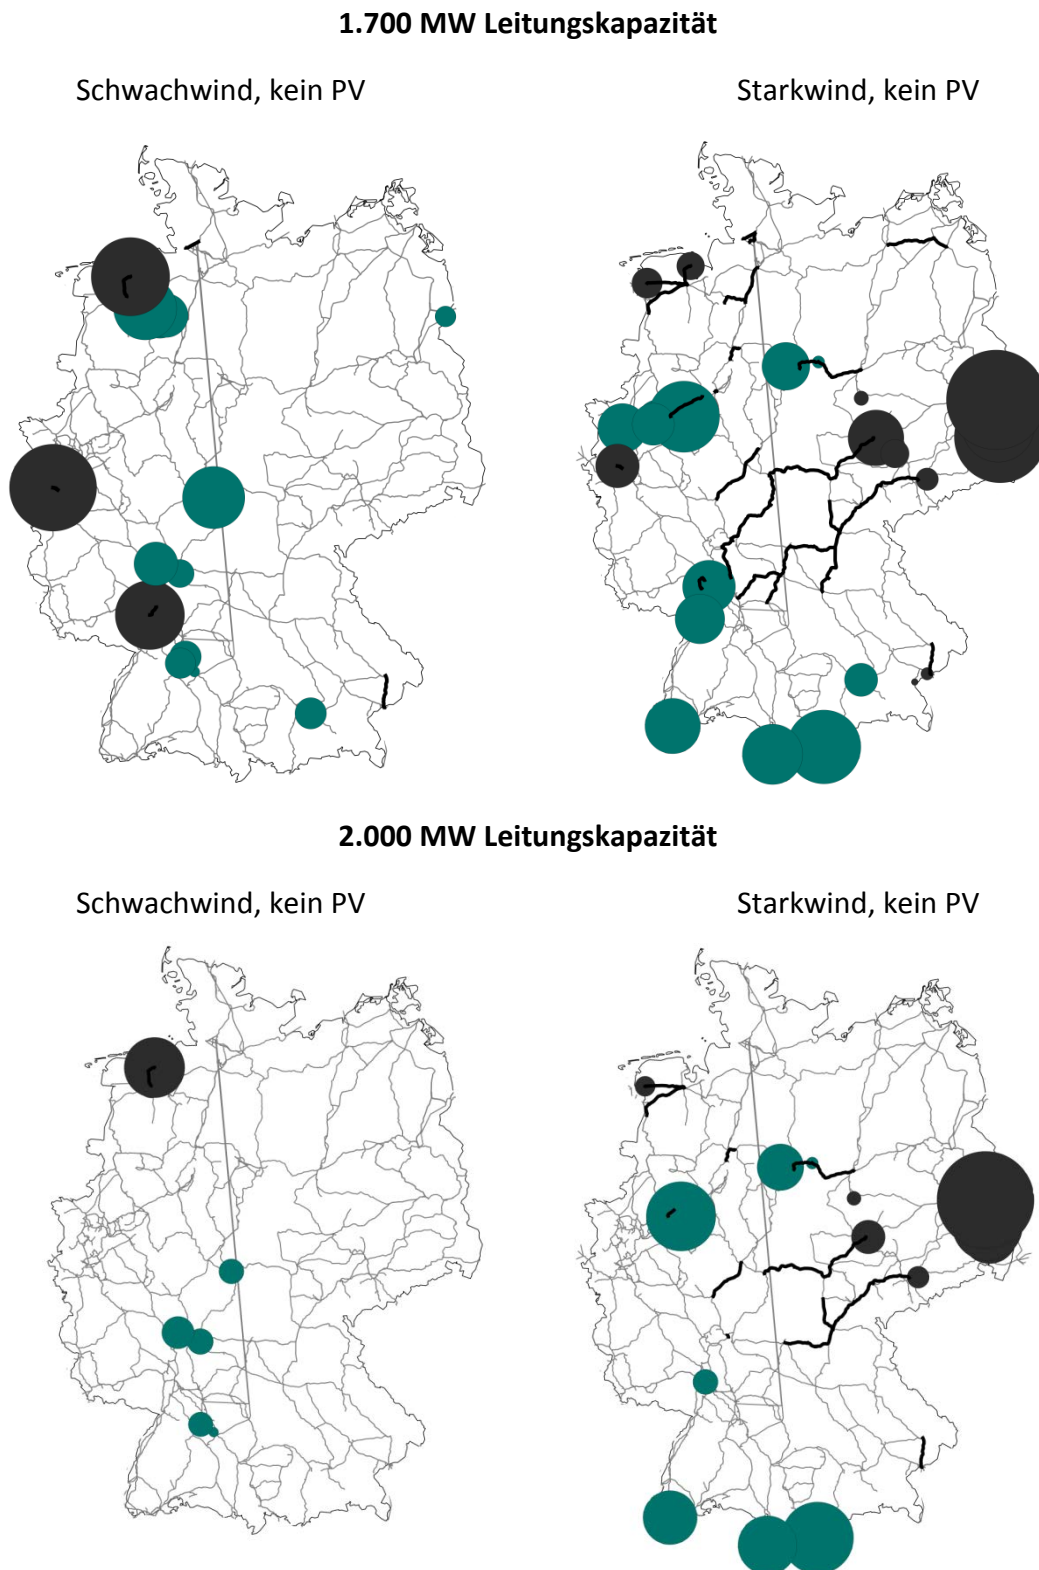 1.700 MW Leitungskapazität
Schwachwind, kein PV
Starkwind, kein PV
2.000 MW Leitungskapazität
Schwachwind, kein PV
Starkwind, kein PV